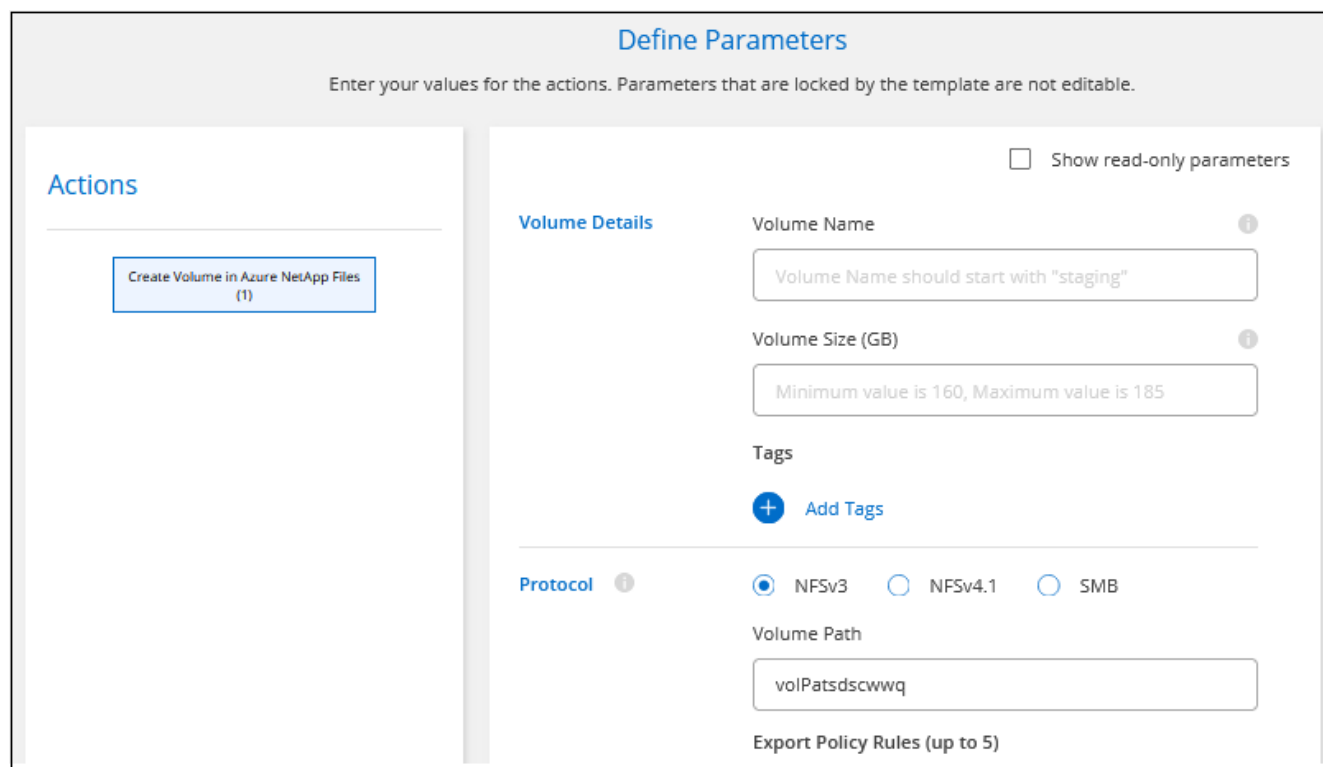 Define Parameters
Enter your values for the actions. Parameters that are locked by the template are not editable.
Actions
Create Volume in Azure NetApp Files
(1)
Show read-only parameters
Volume Details
Volume Name
Volume Name should start with "staging"
Volume Size (GB)
Minimum value is 160, Maximum value is 185
Tags
Add Tags
Protocol
NFSv3 NFSv4.1 SMB
Volume Path
volPatsdscwwq
Export Policy Rules (up to 5)